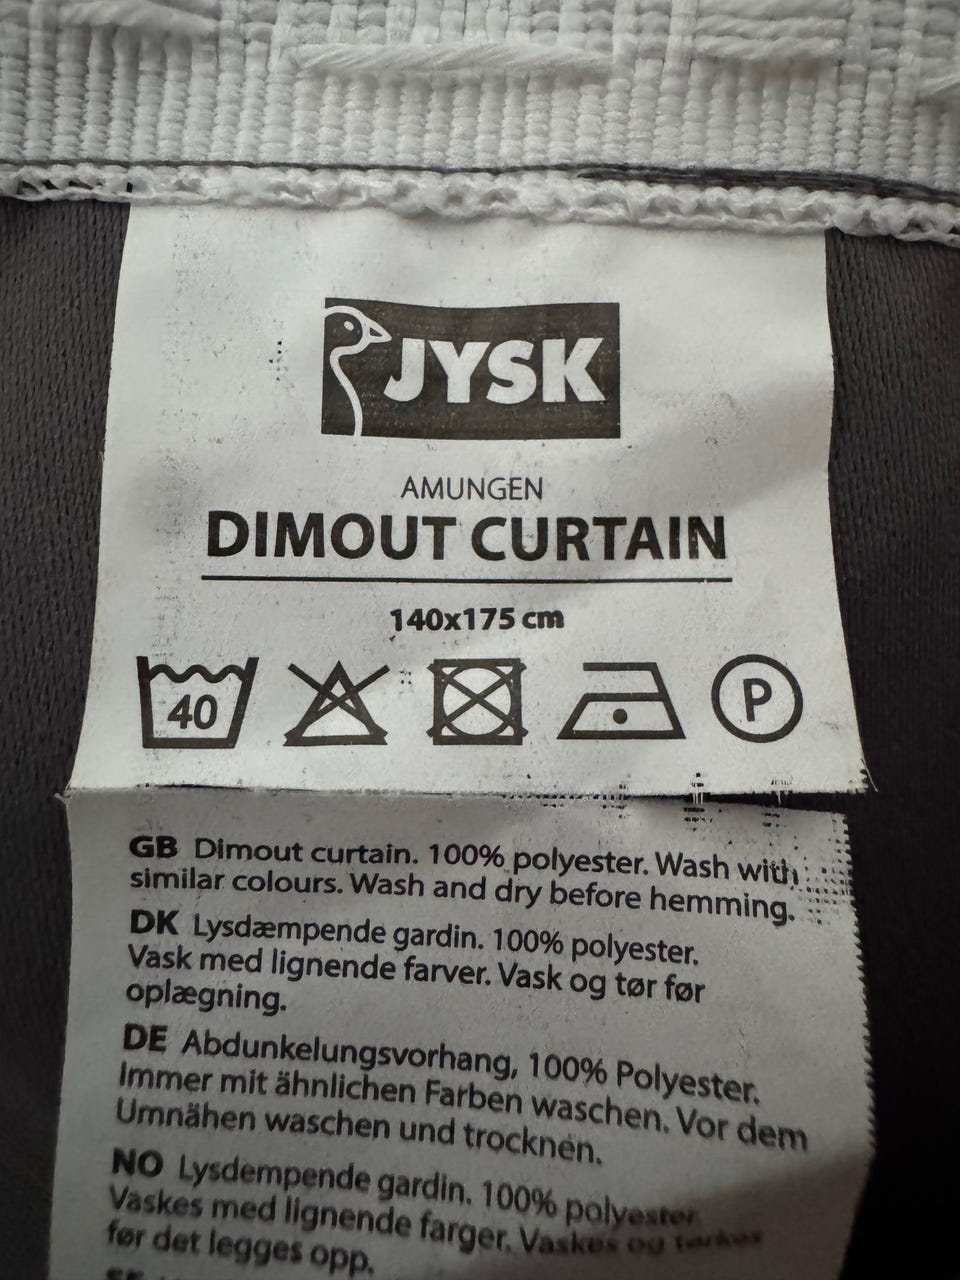 JYSK
AMUNGEN
DIMOUT CURTAIN
140x175 cm
40
P
GB Dimout curtain. 100% polyester. Wash with
similar colours. Wash and dry before hemming.
DK Lysdæmpende gardin. 100% polyester.
Vask med lignende farver. Vask og tør før
oplægning.
DE Abdunkelungsvorhang, 100% Polyester.
Immer mit ähnlichen Farben waschen. Vor dem
Umnähen waschen und trocknen.
NO Lysdempende gardin. 100% polyester.
Vaskes med lignende farger. Vaskes og tørkes
før det legges opp.